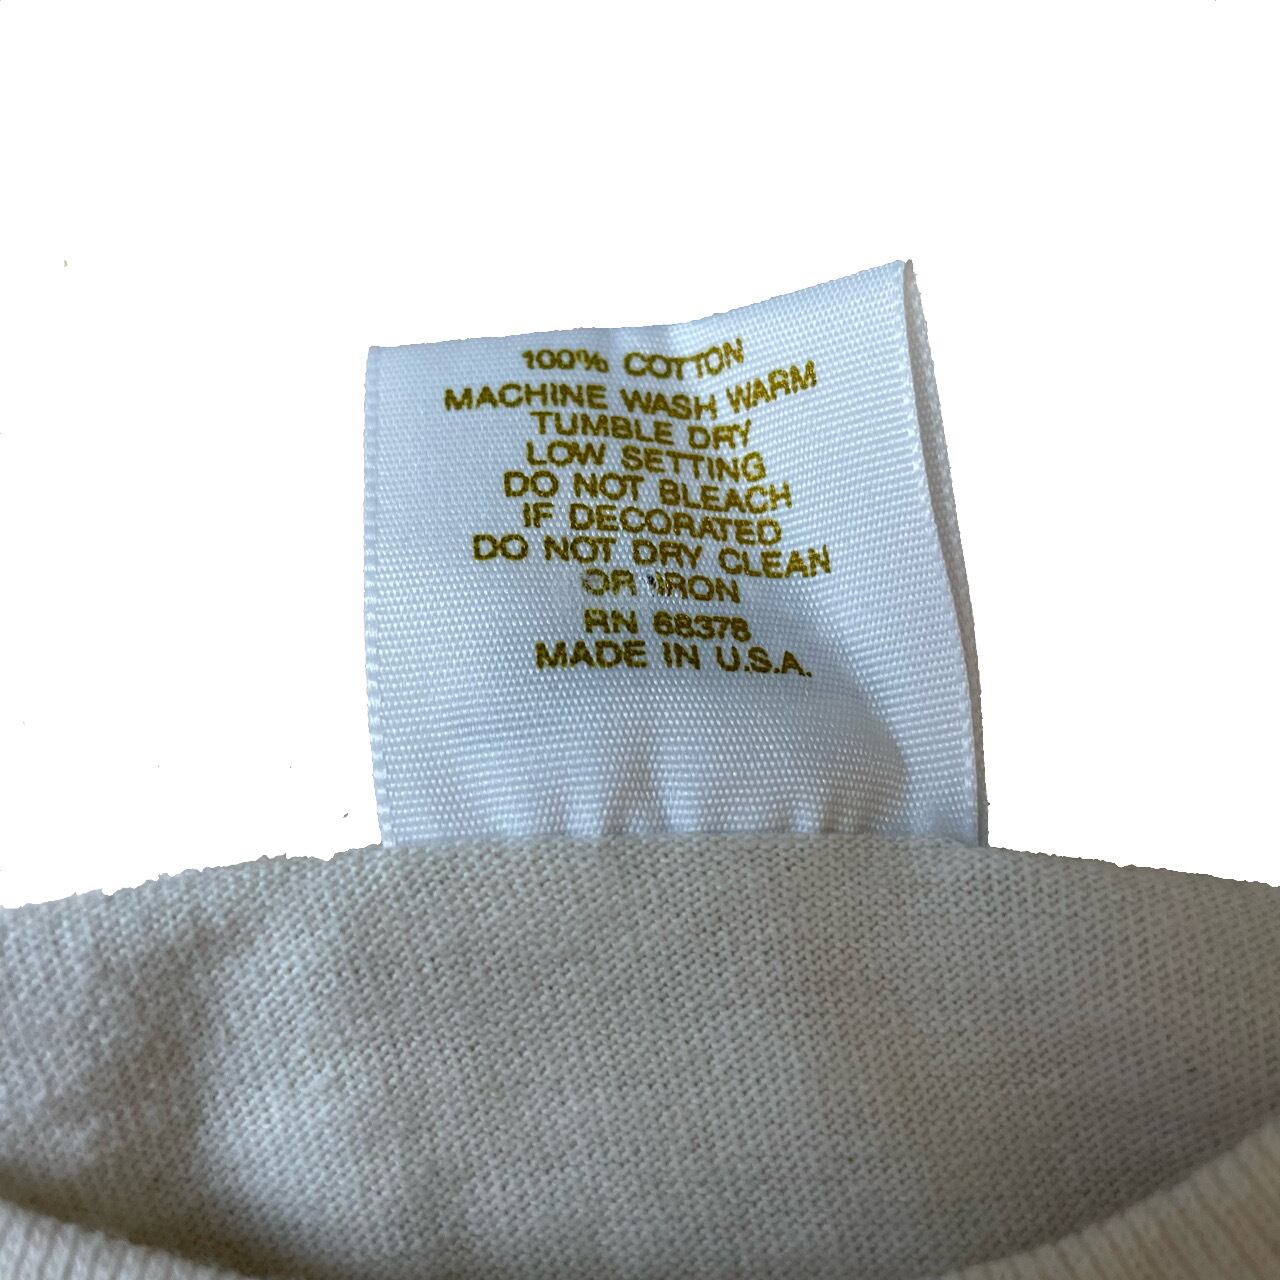 100% COTTON
MACHINE WASH WARM
TUMBLE DRY
LOW SETTING
DO NOT BLEACH
IF DECORATED
DO NOT DRY CLEAN
OR IRON
RN 68378
MADE IN U.S.A.